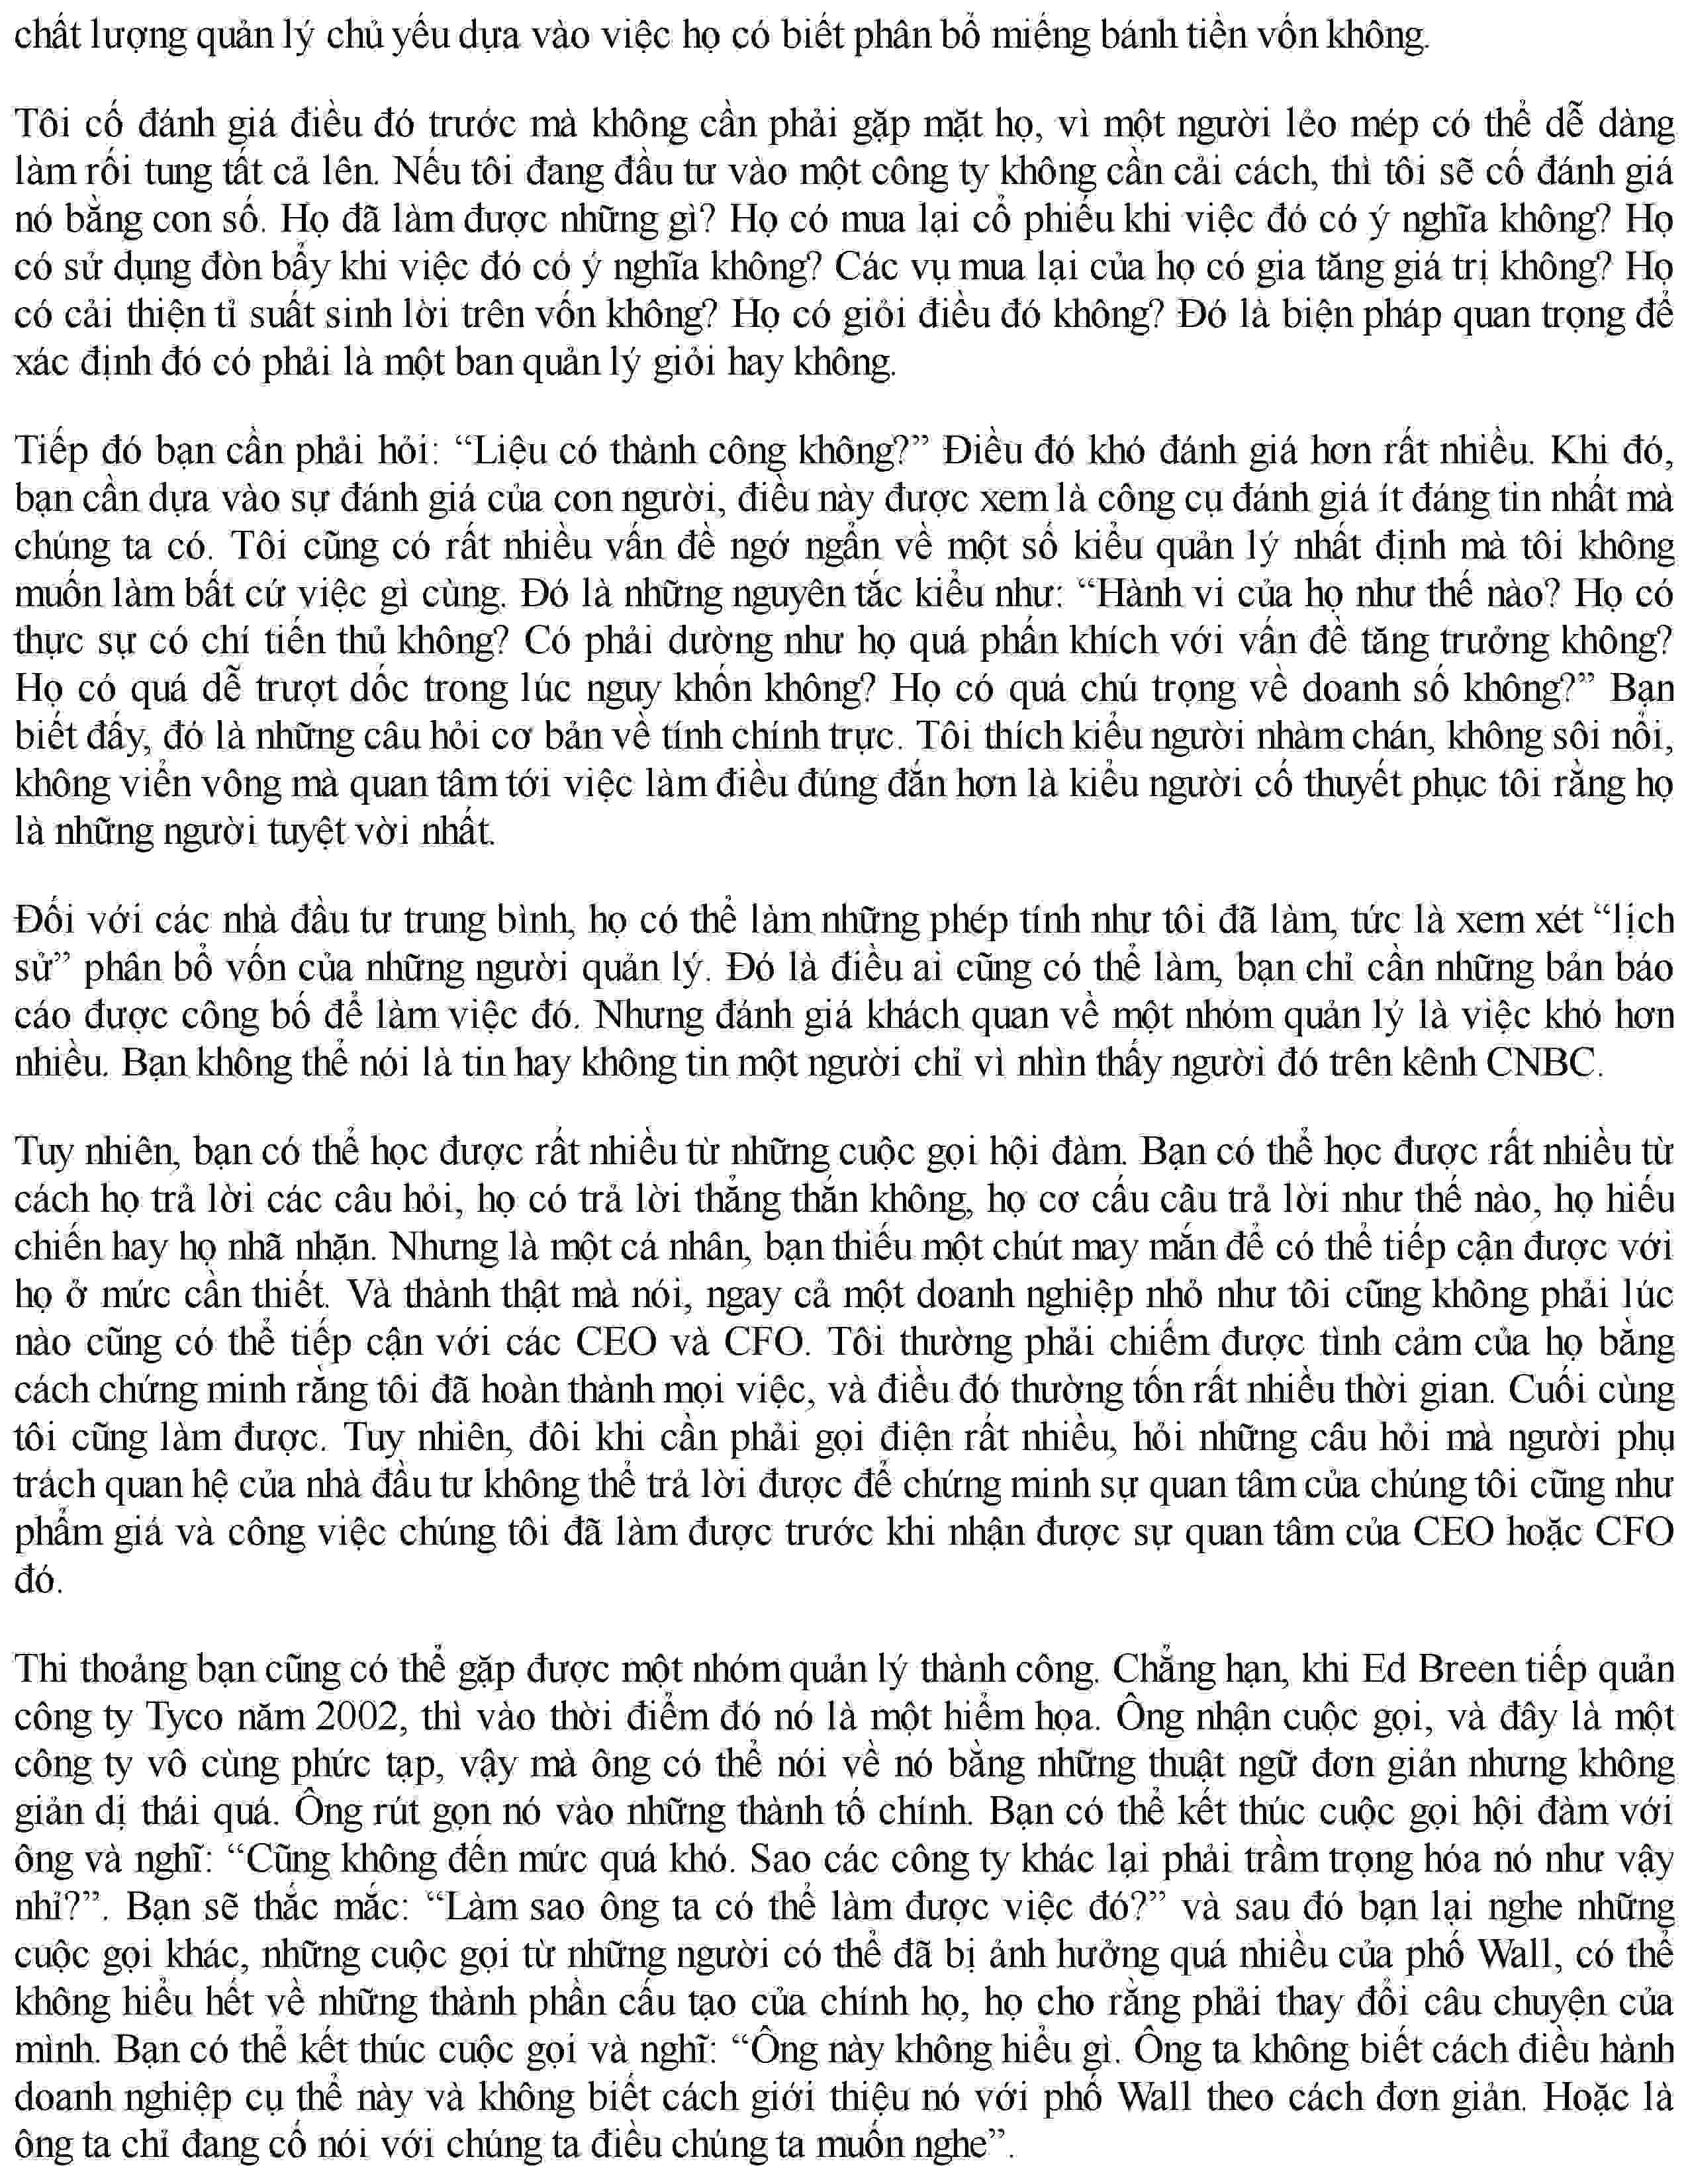 chất lượng quản lý chủ yếu dựa vào việc họ có biết phân bổ miếng bánh tiền vốn không.
Tôi cố đánh giá điều đó trước mà không cần phải gặp mặt họ, vì một người lẻo mép có thể dễ dàng
làm rối tung tất cả lên. Nếu tôi đang đầu tư vào một công ty không cần cải cách, thì tôi sẽ cố đánh giá
nó bằng con số. Họ đã làm được những gì? Họ có mua lại cổ phiếu khi việc đó có ý nghĩa không? Họ
có sử dụng đòn bẩy khi việc đó có ý nghĩa không? Các vụ mua lại của họ có gia tăng giá trị không? Họ
có cải thiện tỉ suất sinh lời trên vốn không? Họ có giỏi điều đó không? Đó là biện pháp quan trọng để
xác định đó có phải là một ban quản lý giỏi hay không.
Tiếp đó bạn cần phải hỏi: “Liệu có thành công không?” Điều đó khó đánh giá hơn rất nhiều. Khi đó,
bạn cần dựa vào sự đánh giá của con người, điều này được xem là công cụ đánh giá ít đáng tin nhất mà
chúng ta có. Tôi cũng có rất nhiều vấn đề ngớ ngẩn về một số kiểu quản lý nhất định mà tôi không
muốn làm bất cứ việc gì cùng. Đó là những nguyên tắc kiểu như: “Hành vi của họ như thế nào? Họ có
thực sự có chí tiến thủ không? Có phải dường như họ quá phấn khích với vấn đề tăng trưởng không?
Họ có quá dễ trượt dốc trong lúc nguy khốn không? Họ có quá chú trọng về doanh số không?” Bạn
biết đấy, đó là những câu hỏi cơ bản về tính chính trực. Tôi thích kiểu người nhàm chán, không sôi nổi,
không viển vông mà quan tâm tới việc làm điều đúng đắn hơn là kiểu người cố thuyết phục tôi rằng họ
là những người tuyệt vời nhất.
Đối với các nhà đầu tư trung bình, họ có thể làm những phép tính như tôi đã làm, tức là xem xét “lịch
sử” phân bổ vốn của những người quản lý. Đó là điều ai cũng có thể làm, bạn chỉ cần những bản báo
cáo được công bố để làm việc đó. Nhưng đánh giá khách quan về một nhóm quản lý là việc khó hơn
nhiều. Bạn không thể nói là tin hay không tin một người chỉ vì nhìn thấy người đó trên kênh CNBC.
Tuy nhiên, bạn có thể học được rất nhiều từ những cuộc gọi hội đàm. Bạn có thể học được rất nhiều từ
cách họ trả lời các câu hỏi, họ có trả lời thẳng thắn không, họ cơ cấu câu trả lời như thế nào, họ hiếu
chiến hay họ nhã nhặn. Nhưng là một cá nhân, bạn thiếu một chút may mắn để có thể tiếp cận được với
họ ở mức cần thiết. Và thành thật mà nói, ngay cả một doanh nghiệp nhỏ như tôi cũng không phải lúc
nào cũng có thể tiếp cận với các CEO và CFO. Tôi thường phải chiếm được tình cảm của họ bằng
cách chứng minh rằng tôi đã hoàn thành mọi việc, và điều đó thường tốn rất nhiều thời gian. Cuối cùng
tôi cũng làm được. Tuy nhiên, đôi khi cần phải gọi điện rất nhiều, hỏi những câu hỏi mà người phụ
trách quan hệ của nhà đầu tư không thể trả lời được để chứng minh sự quan tâm của chúng tôi cũng như
phẩm giá và công việc chúng tôi đã làm được trước khi nhận được sự quan tâm của CEO hoặc CFO
đó.
Thi thoảng bạn cũng có thể gặp được một nhóm quản lý thành công. Chẳng hạn, khi Ed Breen tiếp quản
công ty Tyco năm 2002, thì vào thời điểm đó nó là một hiểm họa. Ông nhận cuộc gọi, và đây là một
công ty vô cùng phức tạp, vậy mà ông có thể nói về nó bằng những thuật ngữ đơn giản nhưng không
giản dị thái quá. Ông rút gọn nó vào những thành tố chính. Bạn có thể kết thúc cuộc gọi hội đàm với
ông và nghĩ: “Cũng không đến mức quá khó. Sao các công ty khác lại phải trầm trọng hóa nó như vậy
nhỉ?”. Bạn sẽ thắc mắc: “Làm sao ông ta có thể làm được việc đó?” và sau đó bạn lại nghe những
cuộc gọi khác, những cuộc gọi từ những người có thể đã bị ảnh hưởng quá nhiều của phố Wall, có thể
không hiểu hết về những thành phần cấu tạo của chính họ, họ cho rằng phải thay đổi câu chuyện của
mình. Bạn có thể kết thúc cuộc gọi và nghĩ: “Ông này không hiểu gì. Ông ta không biết cách điều hành
doanh nghiệp cụ thể này và không biết cách giới thiệu nó với phố Wall theo cách đơn giản. Hoặc là
ông ta chỉ đang cố nói với chúng ta điều chúng ta muốn nghe”.